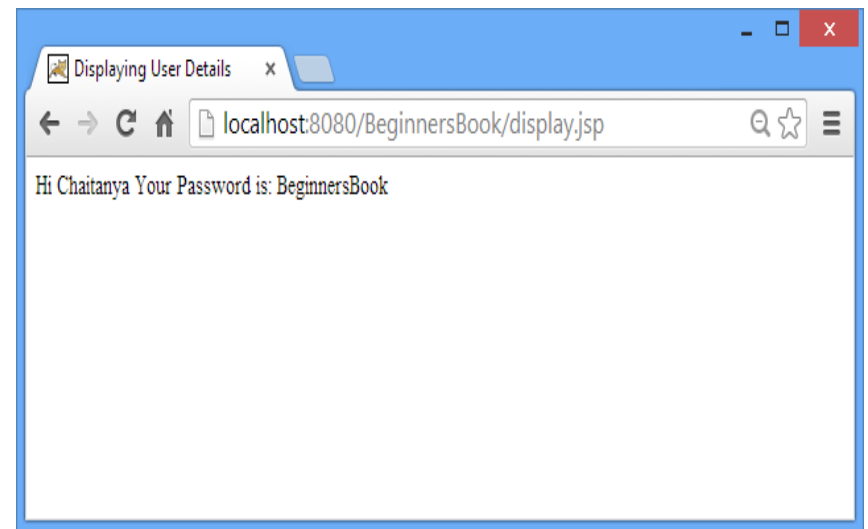 Displaying User Details
localhost:8080/BeginnersBook/display.jsp
Hi Chaitanya Your Password is: BeginnersBook